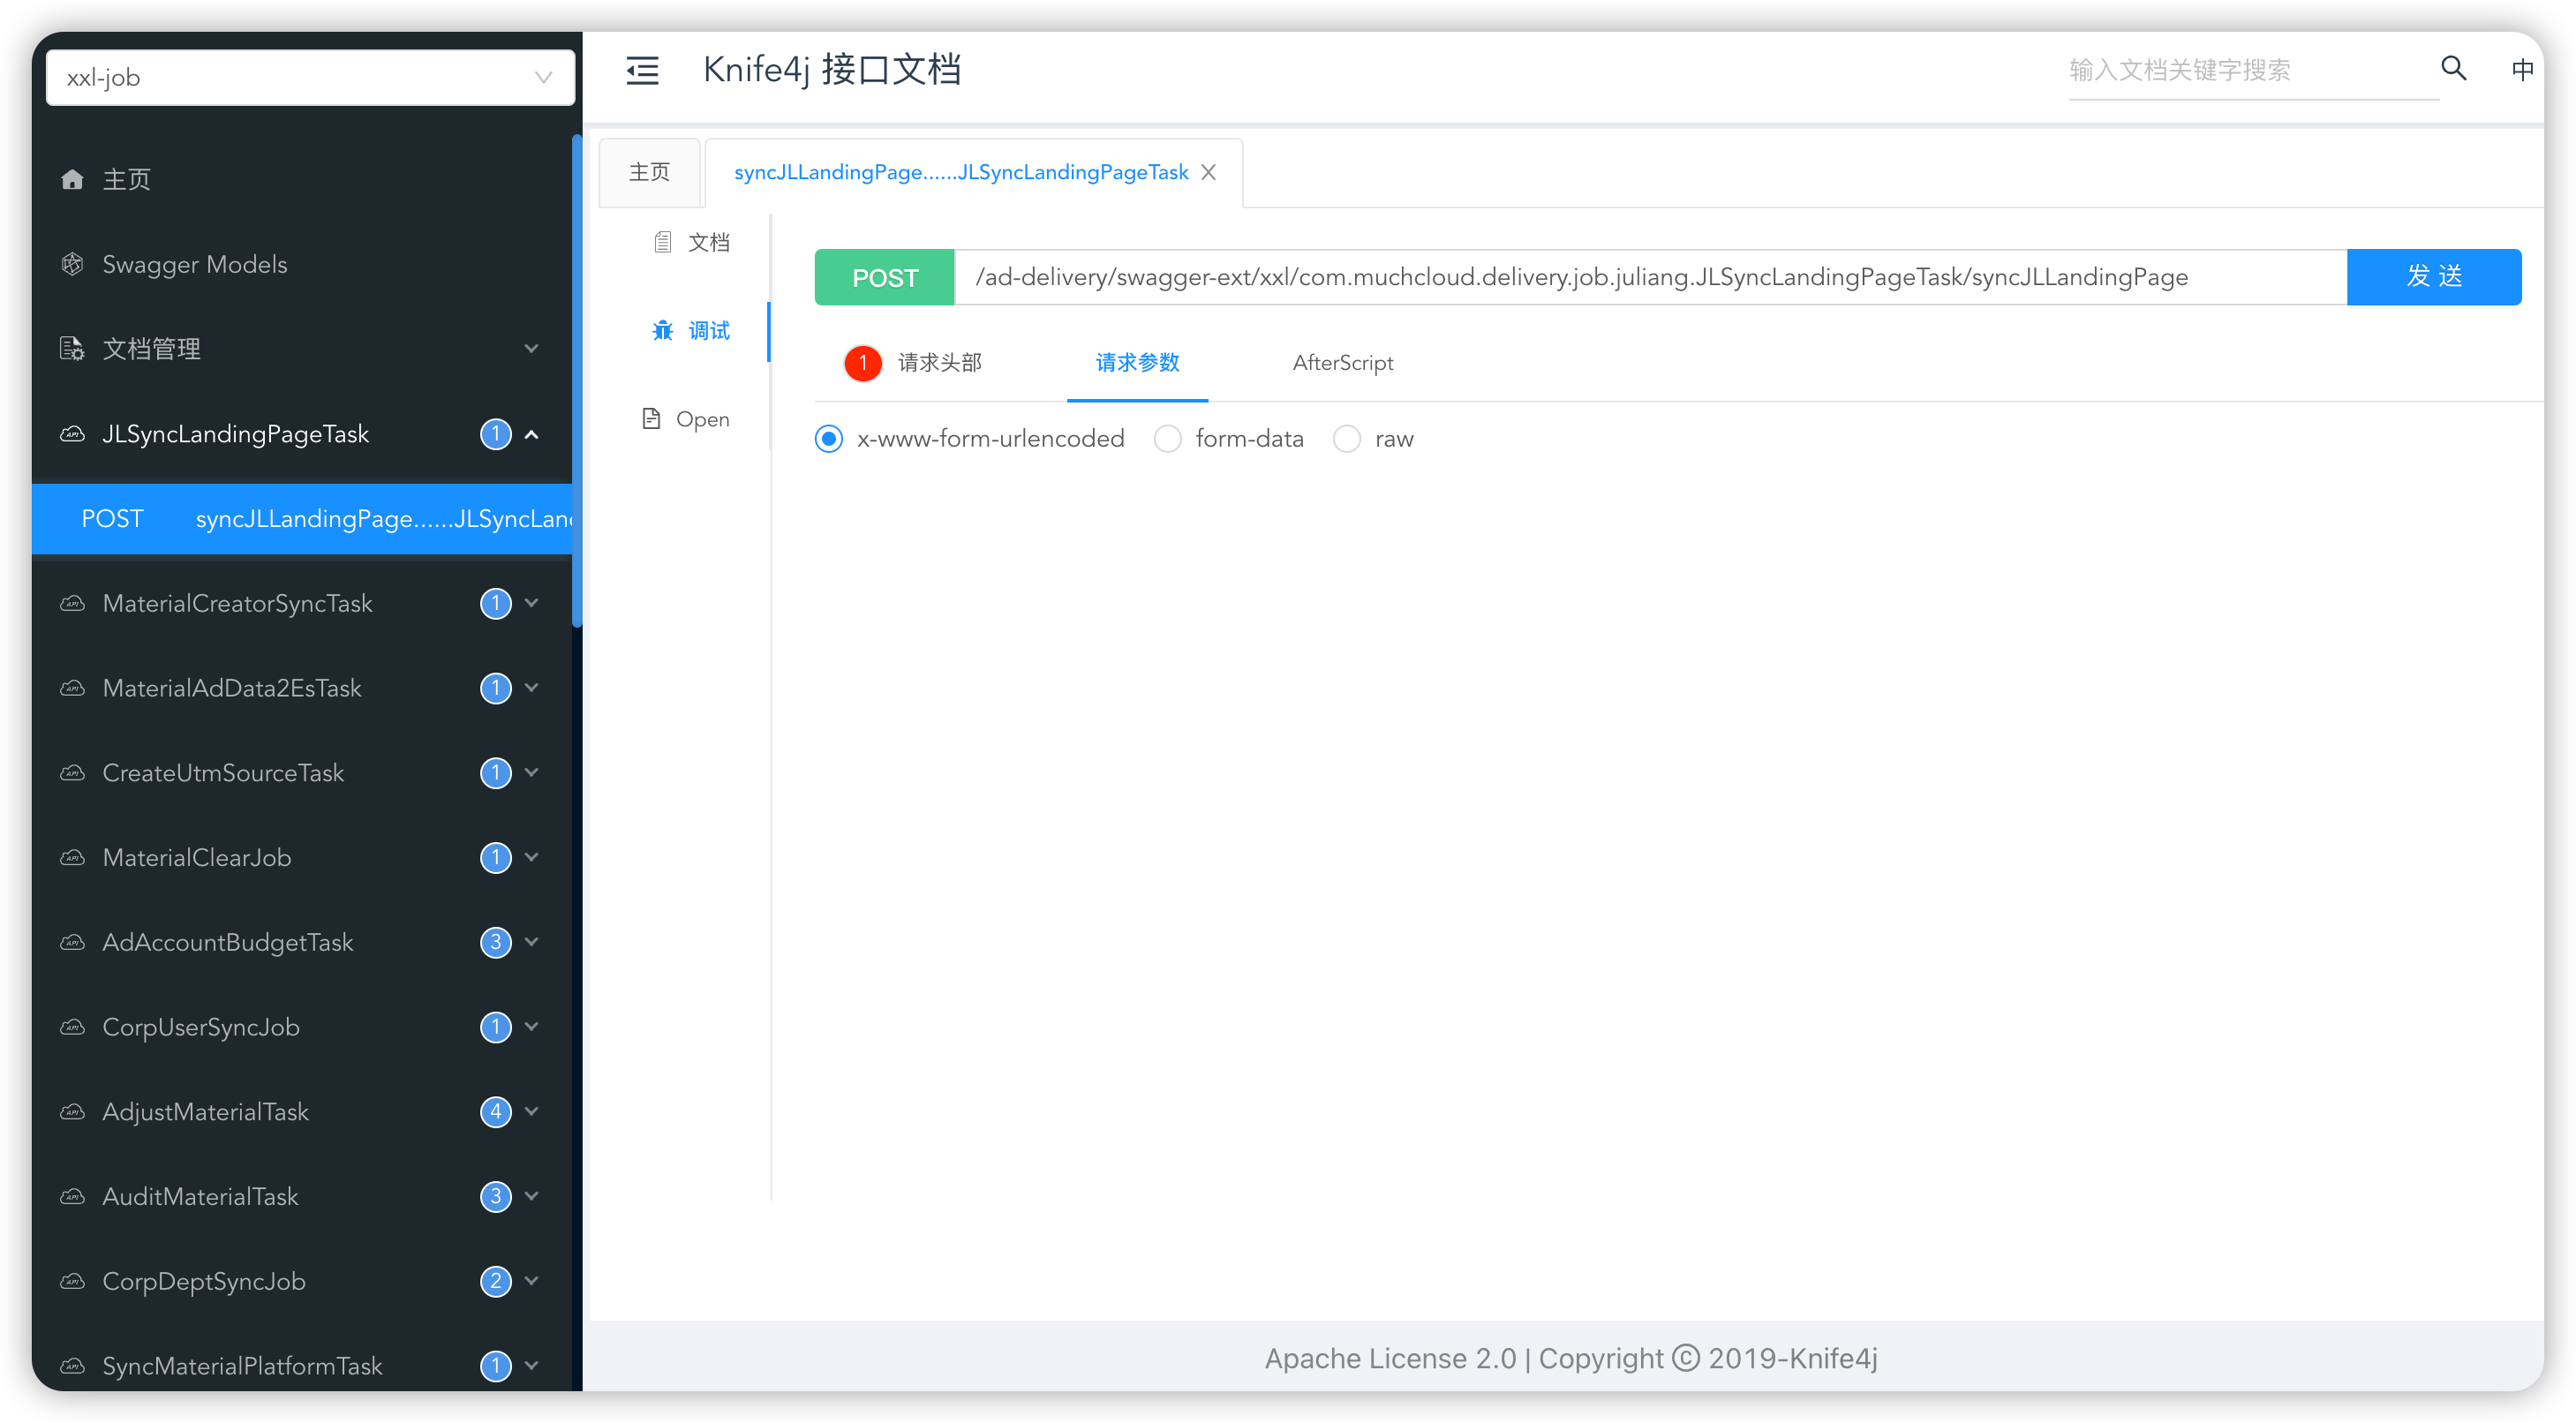 xxl-job
主页
Swagger Models
文档管理
JLSyncLandingPageTask 1
POST syncJLLandingPage......JLSyncLan
MaterialCreatorSyncTask 1
MaterialAdData2EsTask 1
CreateUtmSourceTask 1
MaterialClearJob 1
AdAccountBudgetTask 3
CorpUserSyncJob 1
AdjustMaterialTask 4
AuditMaterialTask 3
CorpDeptSyncJob 2
SyncMaterialPlatformTask 1
Knife4j 接口文档
输入文档关键字搜索
中
主页
syncJLLandingPage......JLSyncLandingPageTask
文档
调试
Open
POST /ad-delivery/swagger-ext/xxl/com.muchcloud.delivery.job.juliang.JLSyncLandingPageTask/syncJLLandingPage 发 送
1 请求头部 请求参数 AfterScript
x-www-form-urlencoded form-data raw
Apache License 2.0 | Copyright © 2019-Knife4j